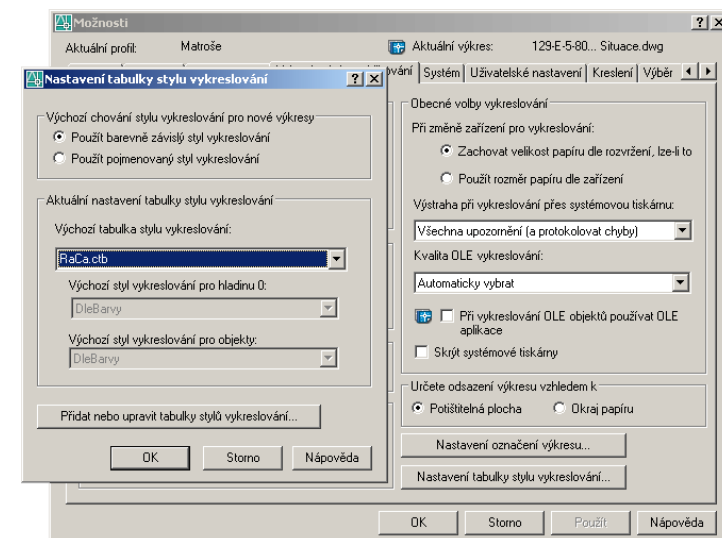 Možnosti
Aktuální profil: Matroše Aktuální výkres: 129-E-5-80... Situace.dwg
Systém Uživatelské nastavení Kreslení Výběr
Nastavení tabulky stylu vykreslování
Výchozí chování stylu vykreslování pro nové výkresy
Použít barevně závislý styl vykreslování
Použít pojmenovaný styl vykreslování
Aktuální nastavení tabulky stylu vykreslování
Výchozí tabulka stylu vykreslování:
RaCa.ctb
Výchozí styl vykreslování pro hladinu 0:
DleBarvy
Výchozí styl vykreslování pro objekty:
DleBarvy
Přidat nebo upravit tabulky stylů vykreslování...
OK Storno Nápověda
Obecné volby vykreslování
Při změně zařízení pro vykreslování:
Zachovat velikost papíru dle rozvržení, lze-li to
Použít rozměr papíru dle zařízení
Výstraha při vykreslování přes systémovou tiskárnu:
Všechna upozornění (a protokolovat chyby)
Kvalita OLE vykreslování:
Automaticky vybrat
Při vykreslování OLE objektů používat OLE
aplikace
Skrýt systémové tiskárny
Určete odsazení výkresu vzhledem k
Potištitelná plocha Okraj papíru
Nastavení označení výkresu...
Nastavení tabulky stylu vykreslování...
OK Storno Použít Nápověda